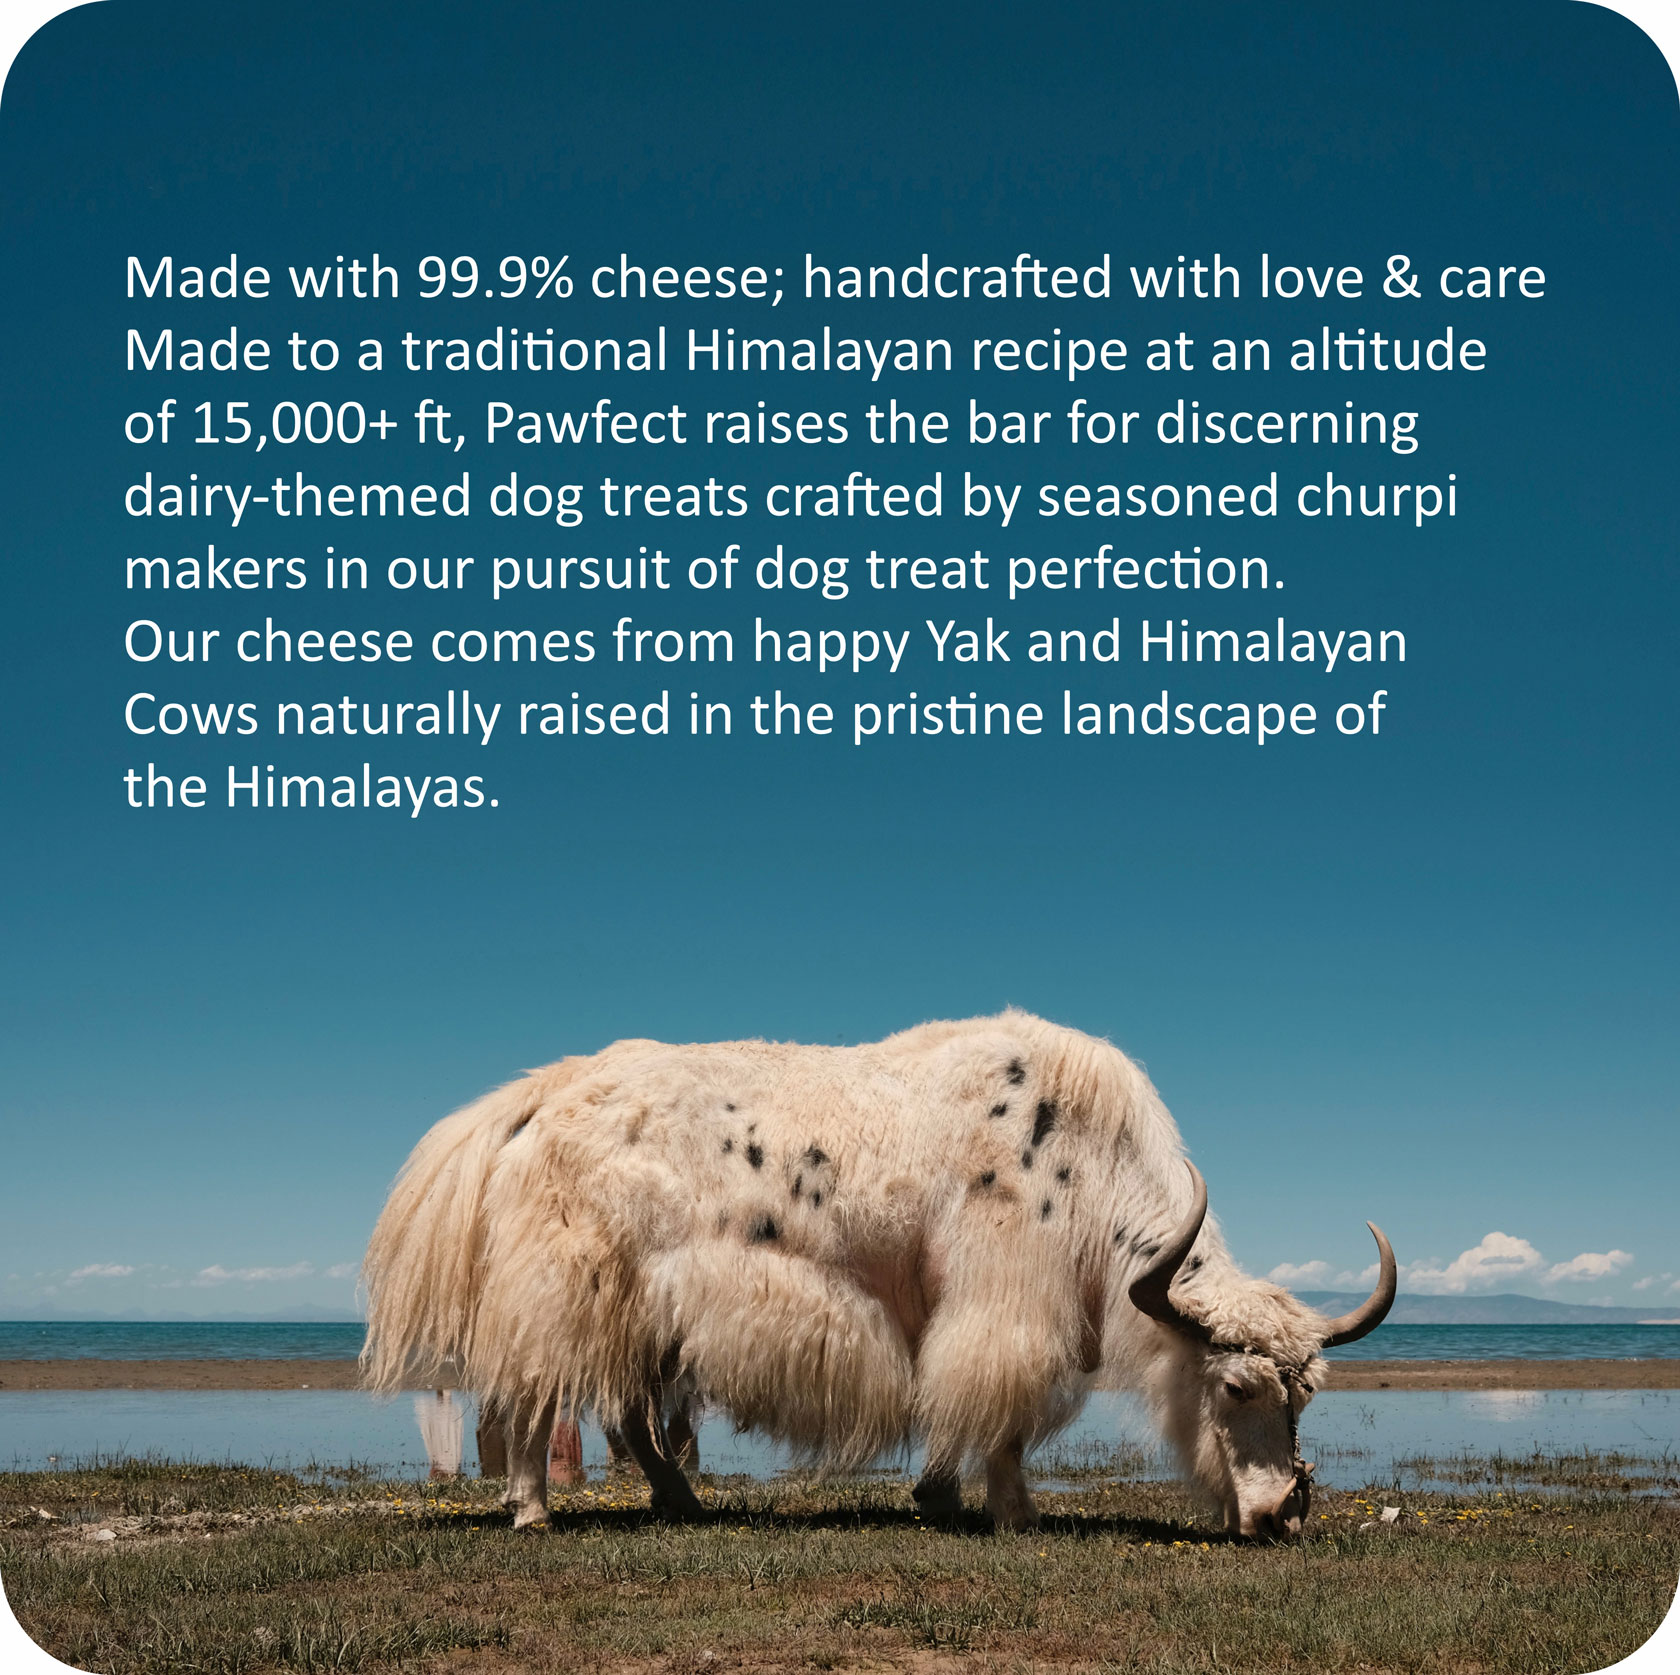 Made with 99.9% cheese; handcrafted with love & care
Made to a traditional Himalayan recipe at an altitude
of 15,000+ ft, Pawfect raises the bar for discerning
dairy-themed dog treats crafted by seasoned churpi
makers in our pursuit of dog treat perfection.
Our cheese comes from happy Yak and Himalayan
Cows naturally raised in the pristine landscape of
the Himalayas.